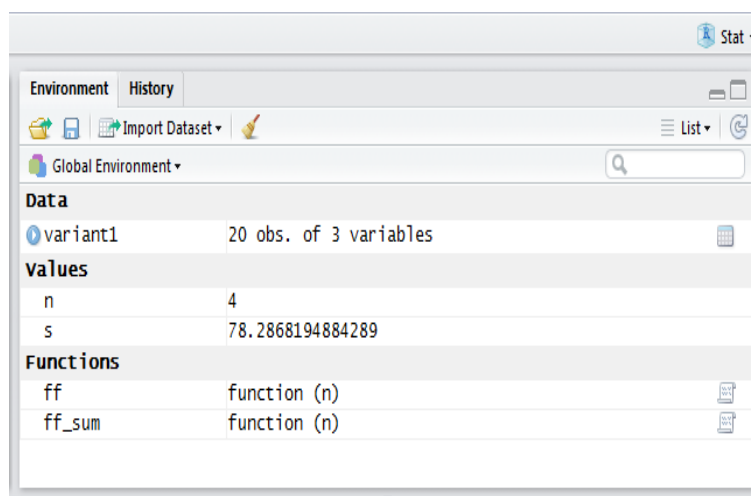 Stat
Environment History
Import Dataset List
Global Environment
Data
variant1 20 obs. of 3 variables
Values
n 4
s 78.2868194884289
Functions
ff function (n)
ff_sum function (n)